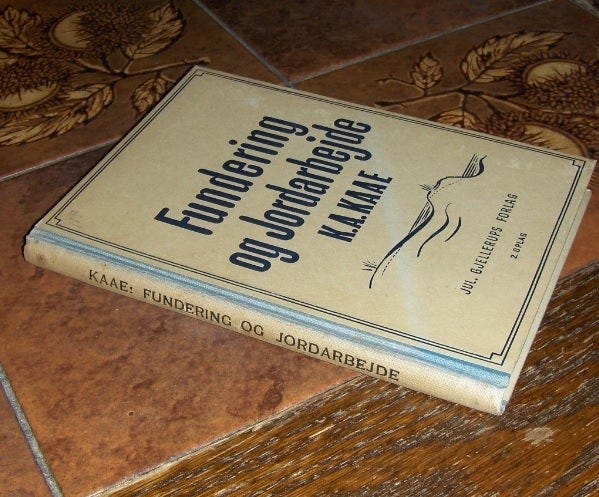 Fundering
og Jordarbejde
K.A.KAAE
JUL. GJELLERUPS FORLAG
2. OPLAG
KAAE: FUNDERING OG JORDARBEJDE